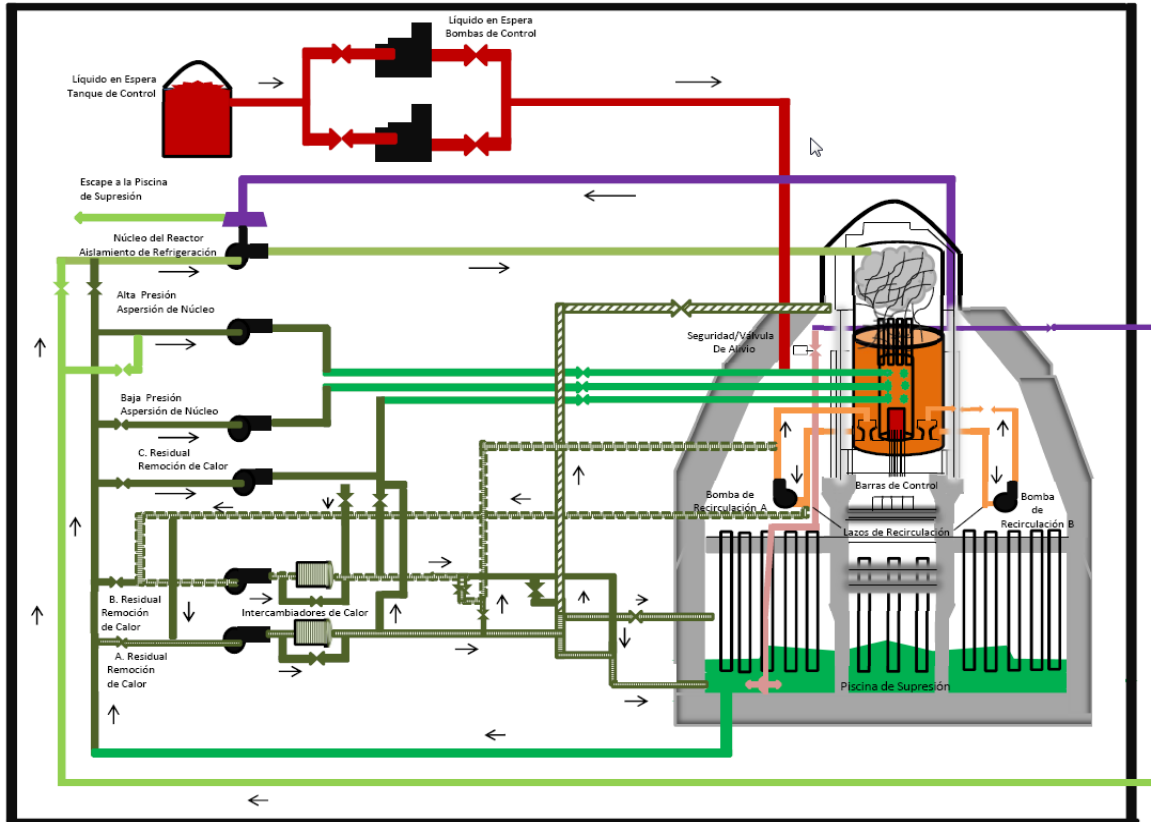 Líquido en Espera
Bombas de Control
Líquido en Espera
Tanque de Control
Escape a la Piscina
de Supresión
Núcleo del Reactor
Aislamiento de Refrigeración
Alta Presión
Aspersión de Núcleo
Seguridad/Válvula
De Alivio
Baja Presión
Aspersión de Núcleo
C. Residual
Remoción de Calor
Barras de Control
Bomba de
Recirculación A
Bomba
de
Recirculación B
Lazos de Recirculación
B. Residual
Remoción
de Calor
Intercambiadores de Calor
A. Residual
Remoción
de Calor
Piscina de Supresión